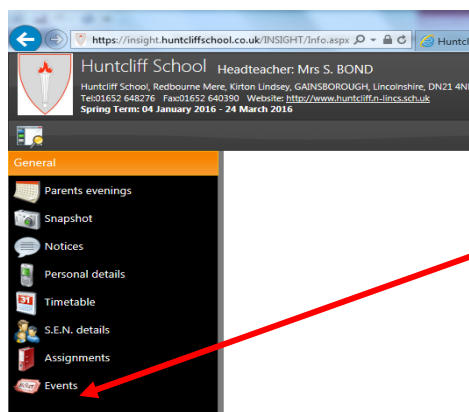 https://insight.huntcliffschool.co.uk/INSIGHT/Info.aspx
Huntcl
Huntcliff School Headteacher: Mrs S. BOND
Huntcliff School, Redbourne Mere, Kirton Lindsey, GAINSBOROUGH, Lincolnshire, DN21 4N
Tel:01652 648276 Fax:01652 640390 Website: http://www.huntcliff.n-lincs.sch.uk
Spring Term: 04 January 2016 - 24 March 2016
General
Parents evenings
Snapshot
Notices
Personal details
31
Timetable
S.E.N. details
Assignments
Events